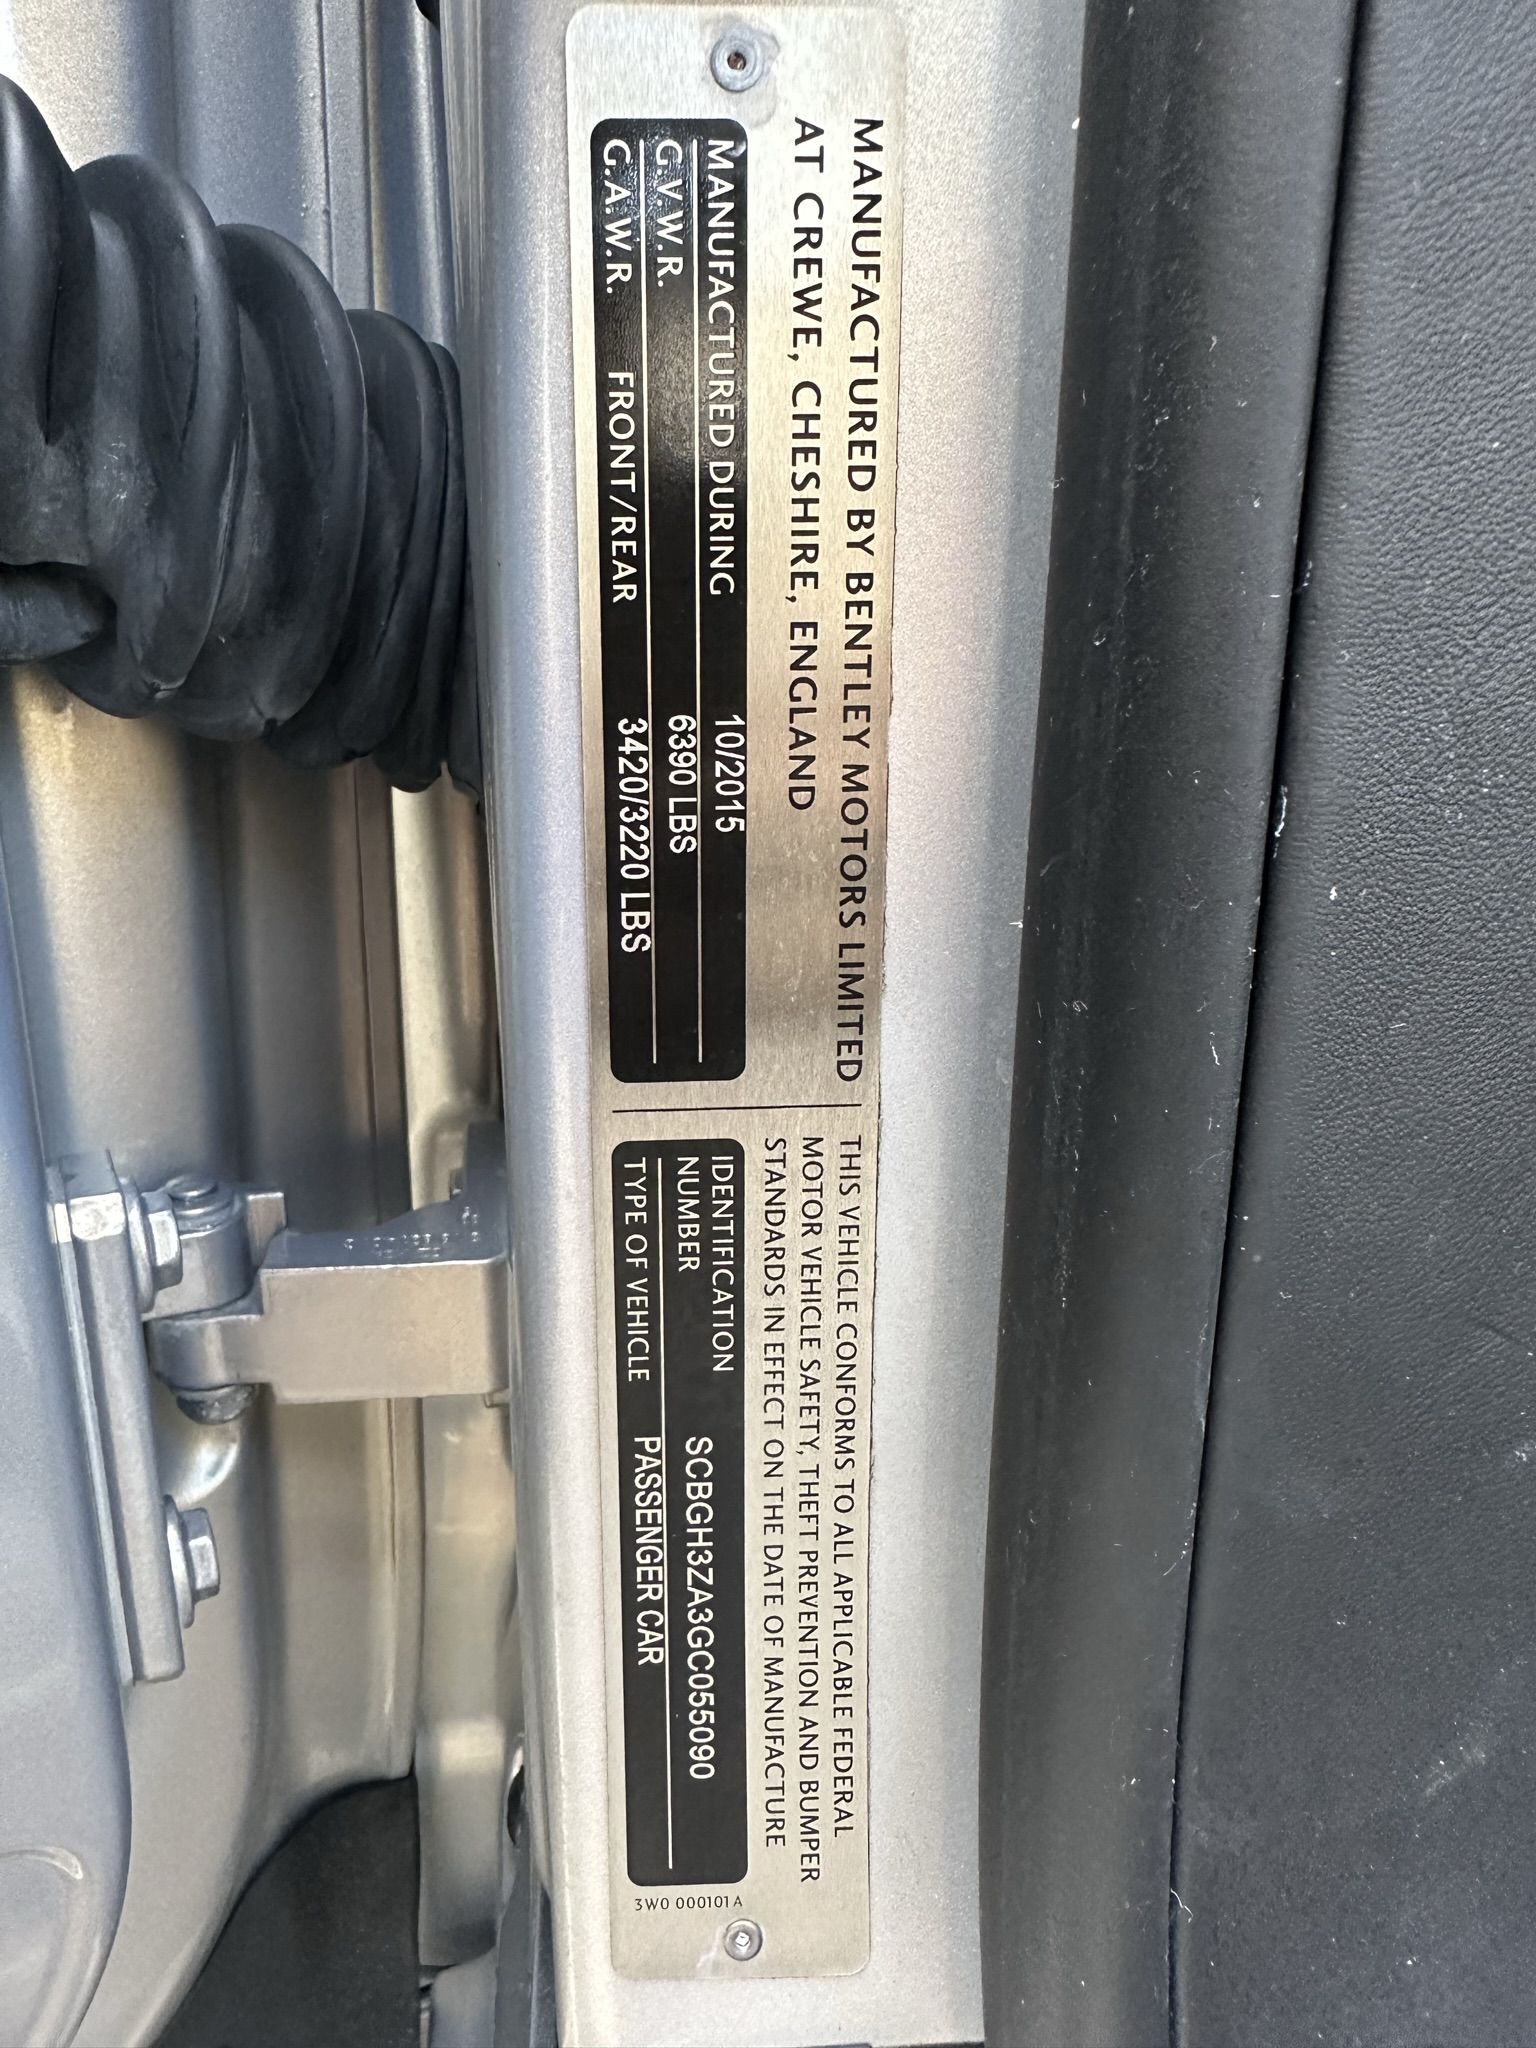 MANUFACTURED BY BENTLEY MOTORS LIMITED
AT CREWE, CHESHIRE, ENGLAND
MANUFACTURED DURING 10/2015
G.V.W.R. 6390 LBS
G.A.W.R. FRONT/REAR 3420/3220 LBS
THIS VEHICLE CONFORMS TO ALL APPLICABLE FEDERAL
MOTOR VEHICLE SAFETY, THEFT PREVENTION AND BUMPER
STANDARDS IN EFFECT ON THE DATE OF MANUFACTURE
IDENTIFICATION
NUMBER SCBGH3ZA3GC055090
TYPE OF VEHICLE PASSENGER CAR
3W0 000101 A